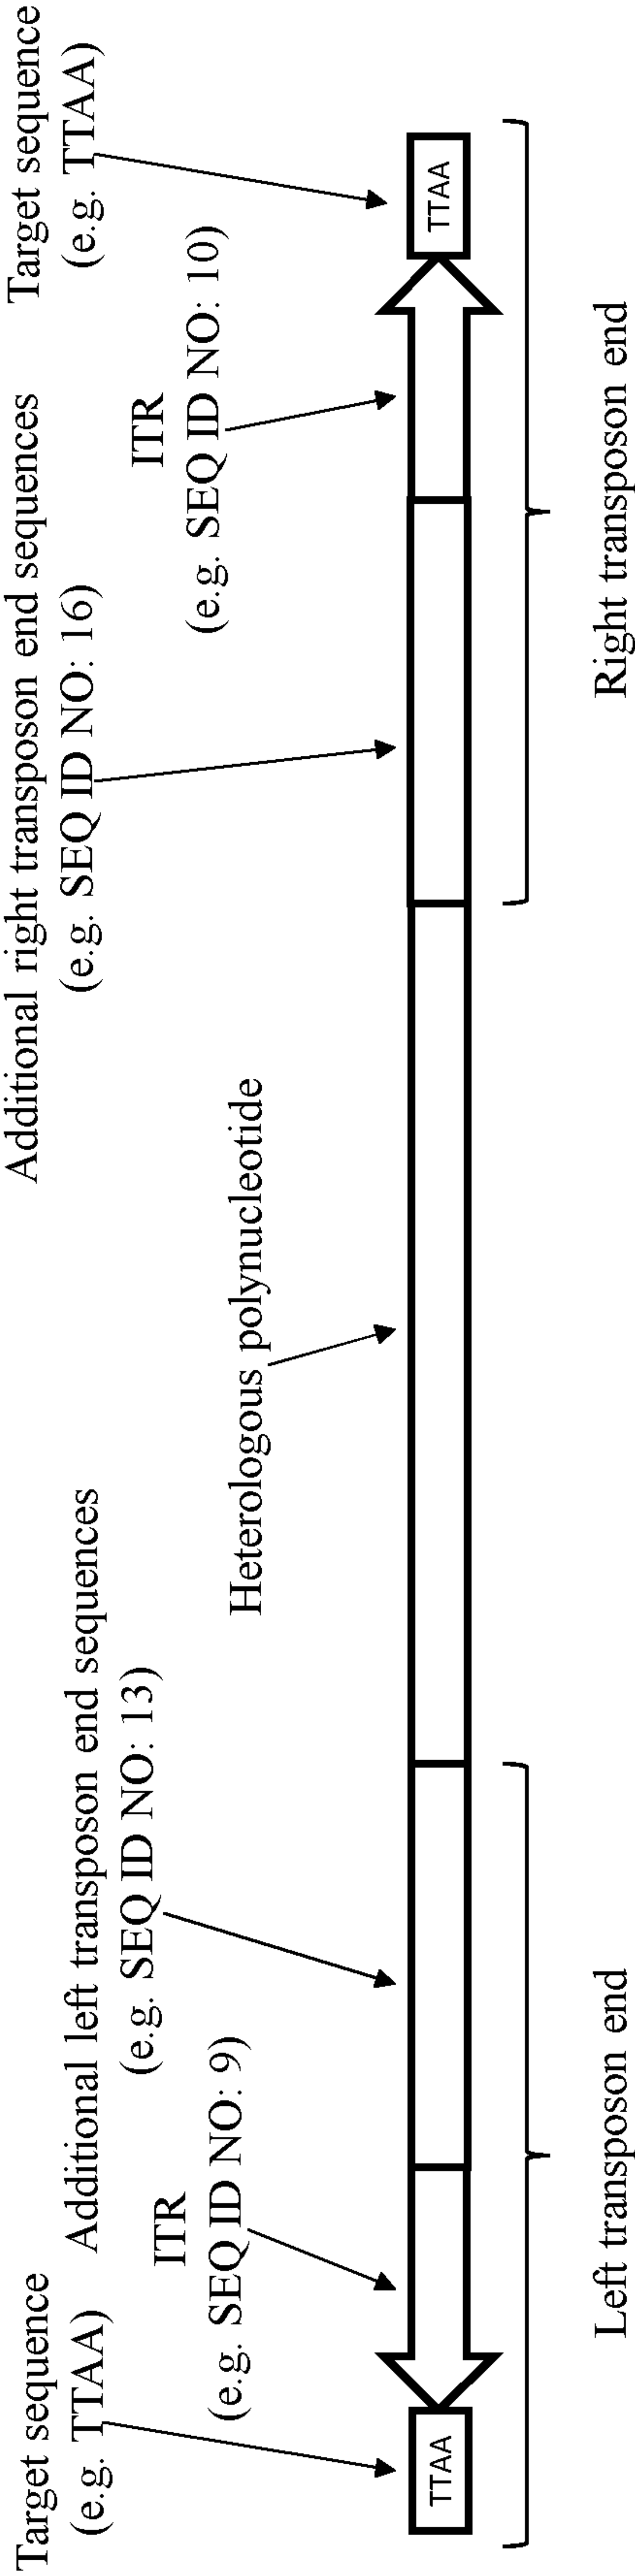 Target sequence
(e.g. TTAA)
ITR
(e.g. SEQ ID NO: 9)
Additional left transposon end sequences
(e.g. SEQ ID NO: 13)
Heterologous polynucleotide
Additional right transposon end sequences
(e.g. SEQ ID NO: 16)
ITR
(e.g. SEQ ID NO: 10)
Target sequence
(e.g. TTAA)
TTAA
TTAA
Left transposon end
Right transposon end